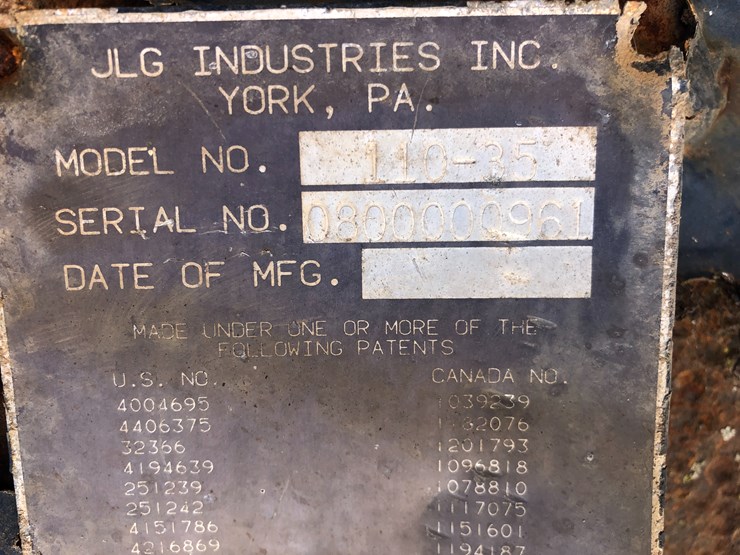 JLG INDUSTRIES INC.
YORK, PA.
MODEL NO. 110-35
SERIAL NO. 0800000961
DATE OF MFG.
MADE UNDER ONE OR MORE OF THE
FOLLOWING PATENTS
U.S. NO. CANADA NO.
4004695 1039239
4406375
32366 1201793
4194639 1096818
251239 1078810
251242 1117075
4151786 1151601
4216869 1194187